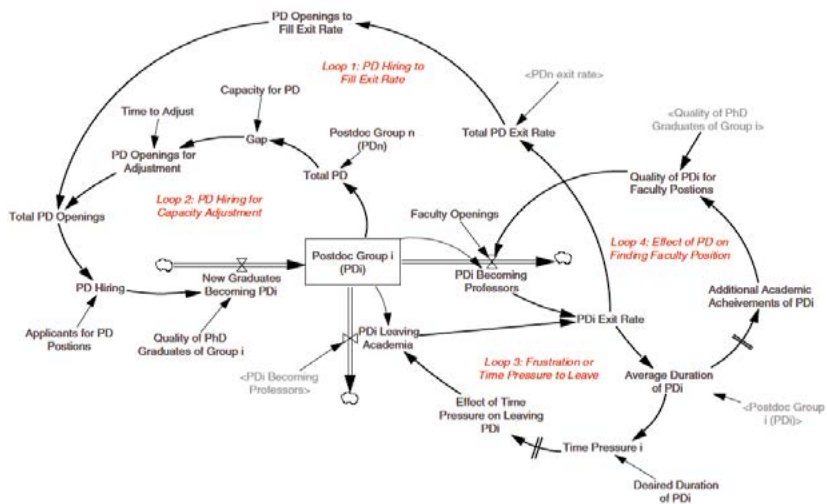 PD Openings to
Fill Exit Rate
Loop 1: PD Hiring to
Fill Exit Rate
<PDn exit rate>
Capacity for PD
<Quality of PhD
Graduates of Group i>
Time to Adjust
Postdoc Group n
(PDn)
Total PD Exit Rate
Gap
PD Openings for
Adjustment
Total PD
Quality of PDi for
Faculty Postions
Loop 2: PD Hiring for
Capacity Adjustment
Total PD Openings
Faculty Openings
Loop 4: Effect of PD on
Finding Faculty Position
Postdoc Group i
(PDi)
New Graduates
Becoming PDi
PDi Becoming
Professors
PD Hiring
Additional Academic
Acheivements of PDi
PDi Exit Rate
Applicants for PD
Postions
Quality of PhD
Graduates of Group i
PDi Leaving
Academia
Loop 3: Frustration or
Time Pressure to Leave
<PDi Becoming
Professors>
Average Duration
of PDi
Effect of Time
Pressure on Leaving
PDi
<Postdoc Group
i (PDi)>
Time Pressure i
Desired Duration
of PDi